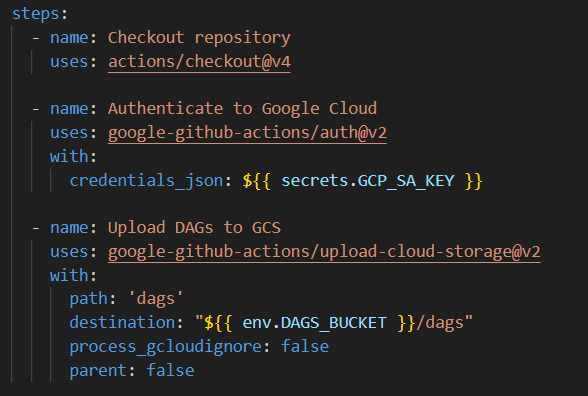 steps:
- name: Checkout repository
uses: actions/checkout@v4
- name: Authenticate to Google Cloud
uses: google-github-actions/auth@v2
with:
credentials_json: ${{ secrets.GCP_SA_KEY }}
- name: Upload DAGs to GCS
uses: google-github-actions/upload-cloud-storage@v2
with:
path: 'dags'
destination: "${{ env.DAGS_BUCKET }}/dags"
process_gcloudignore: false
parent: false